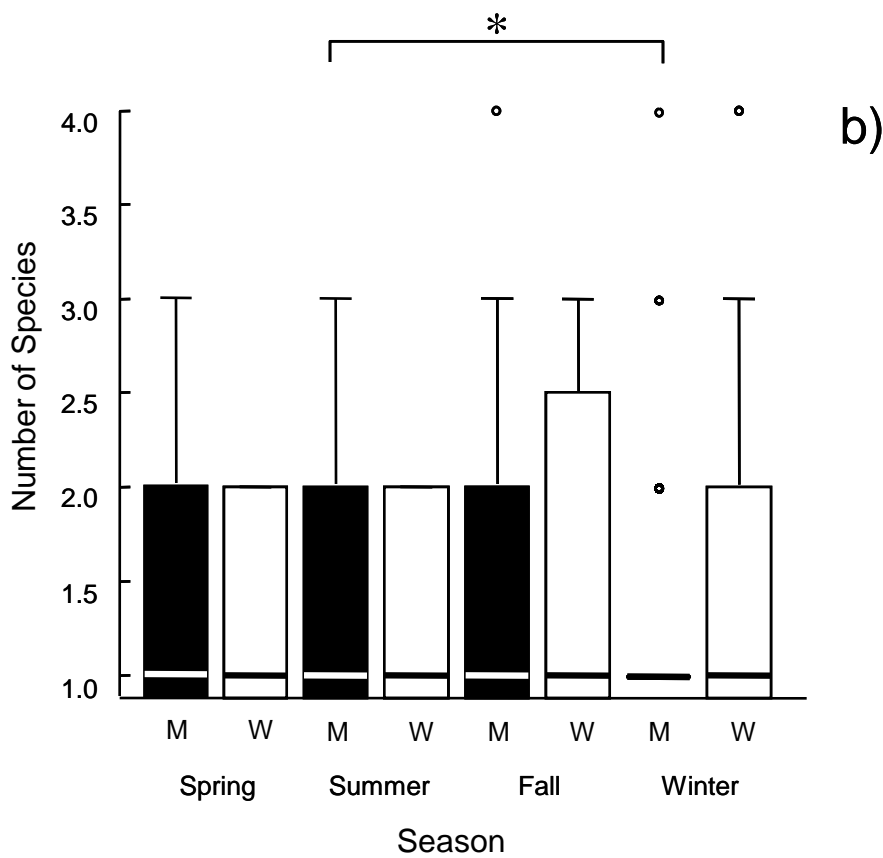 *
b)
4.0
3.5
3.0
2.5
2.0
1.5
1.0
Number of Species
M W M W M W M W
Spring Summer Fall Winter
Season